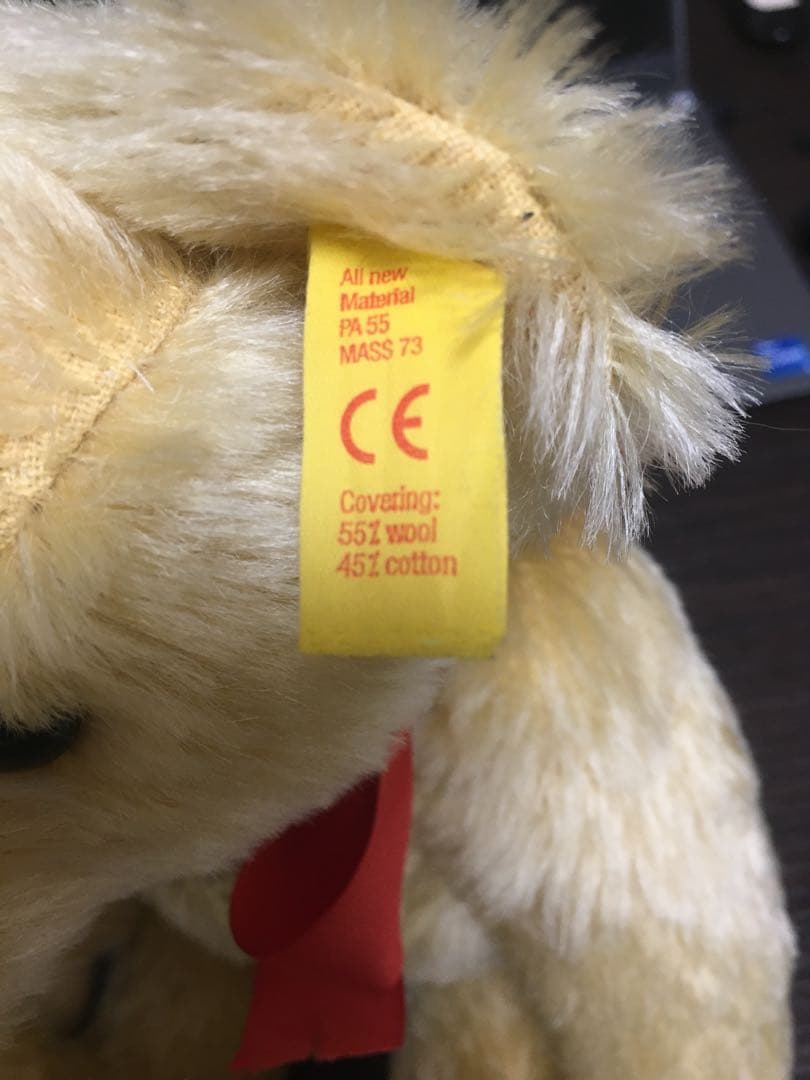 All new
Material
PA 55
MASS 73
CE
Covering:
55% wool
45% cotton